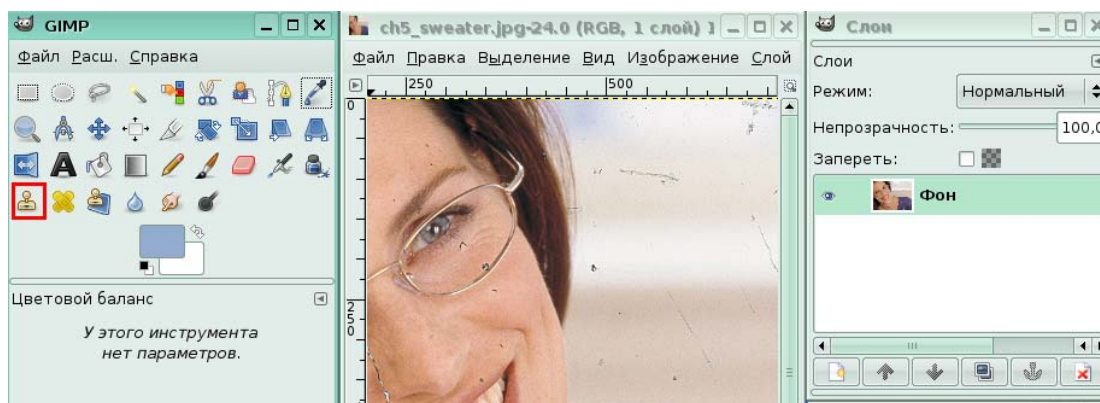 GIMP
Файл Расш. Справка
Цветовой баланс
У этого инструмента
нет параметров.
ch5_sweater.jpg-24.0 (RGB, 1 слой) 1
Файл Правка Выделение Вид Изображение Слой
250 500
0
250
Слои
Слои
Режим: Нормальный
Непрозрачность: 100,0
Запереть:
Фон